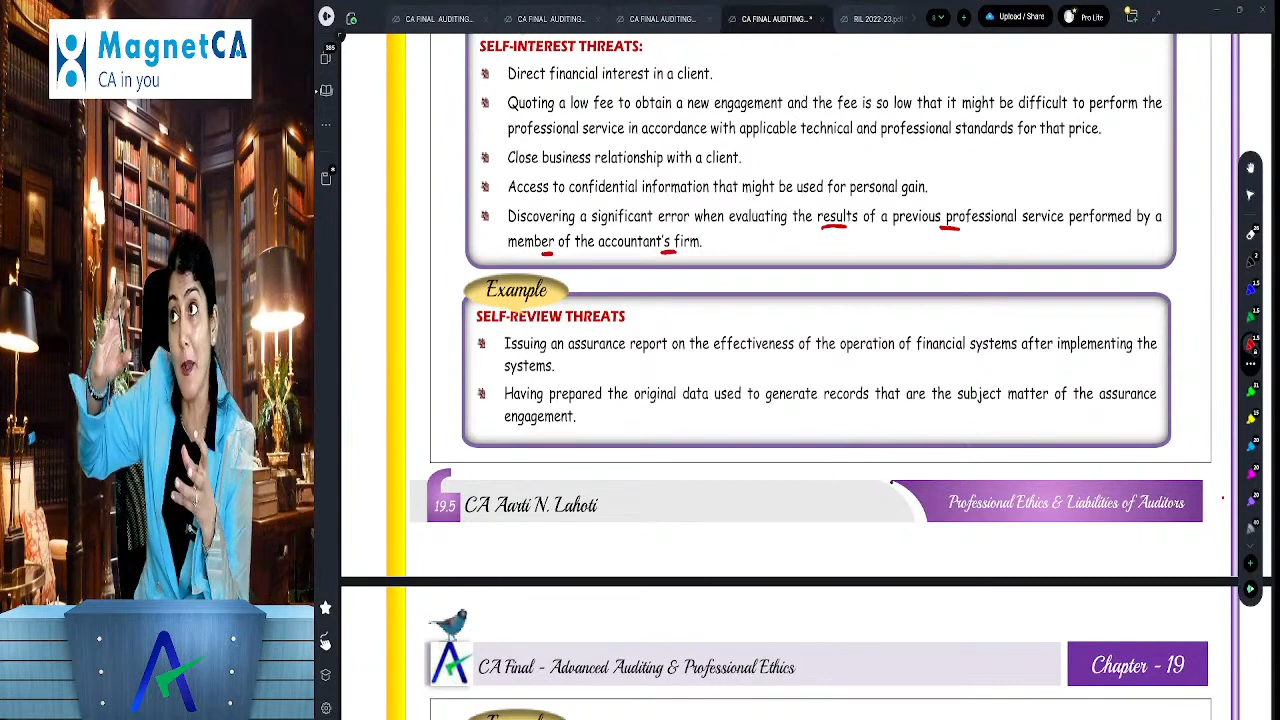 MagnetCA
CA in you
CA FINAL AUDITING...
CA FINAL AUDITING...
CA FINAL AUDITING...
CA FINAL AUDITING...*
RIL 2022-23.pdf
8
Upload / Share
Pro Lite
385
SELF-INTEREST THREATS:
Direct financial interest in a client.
Quoting a low fee to obtain a new engagement and the fee is so low that it might be difficult to perform the
professional service in accordance with applicable technical and professional standards for that price.
Close business relationship with a client.
Access to confidential information that might be used for personal gain.
Discovering a significant error when evaluating the results of a previous professional service performed by a
member of the accountant's firm.
Example
SELF-REVIEW THREATS
Issuing an assurance report on the effectiveness of the operation of financial systems after implementing the
systems.
Having prepared the original data used to generate records that are the subject matter of the assurance
engagement.
19.5 CA Aarti N. Lahoti
Professional Ethics & Liabilities of Auditors
CA Final - Advanced Auditing & Professional Ethics
Chapter - 19